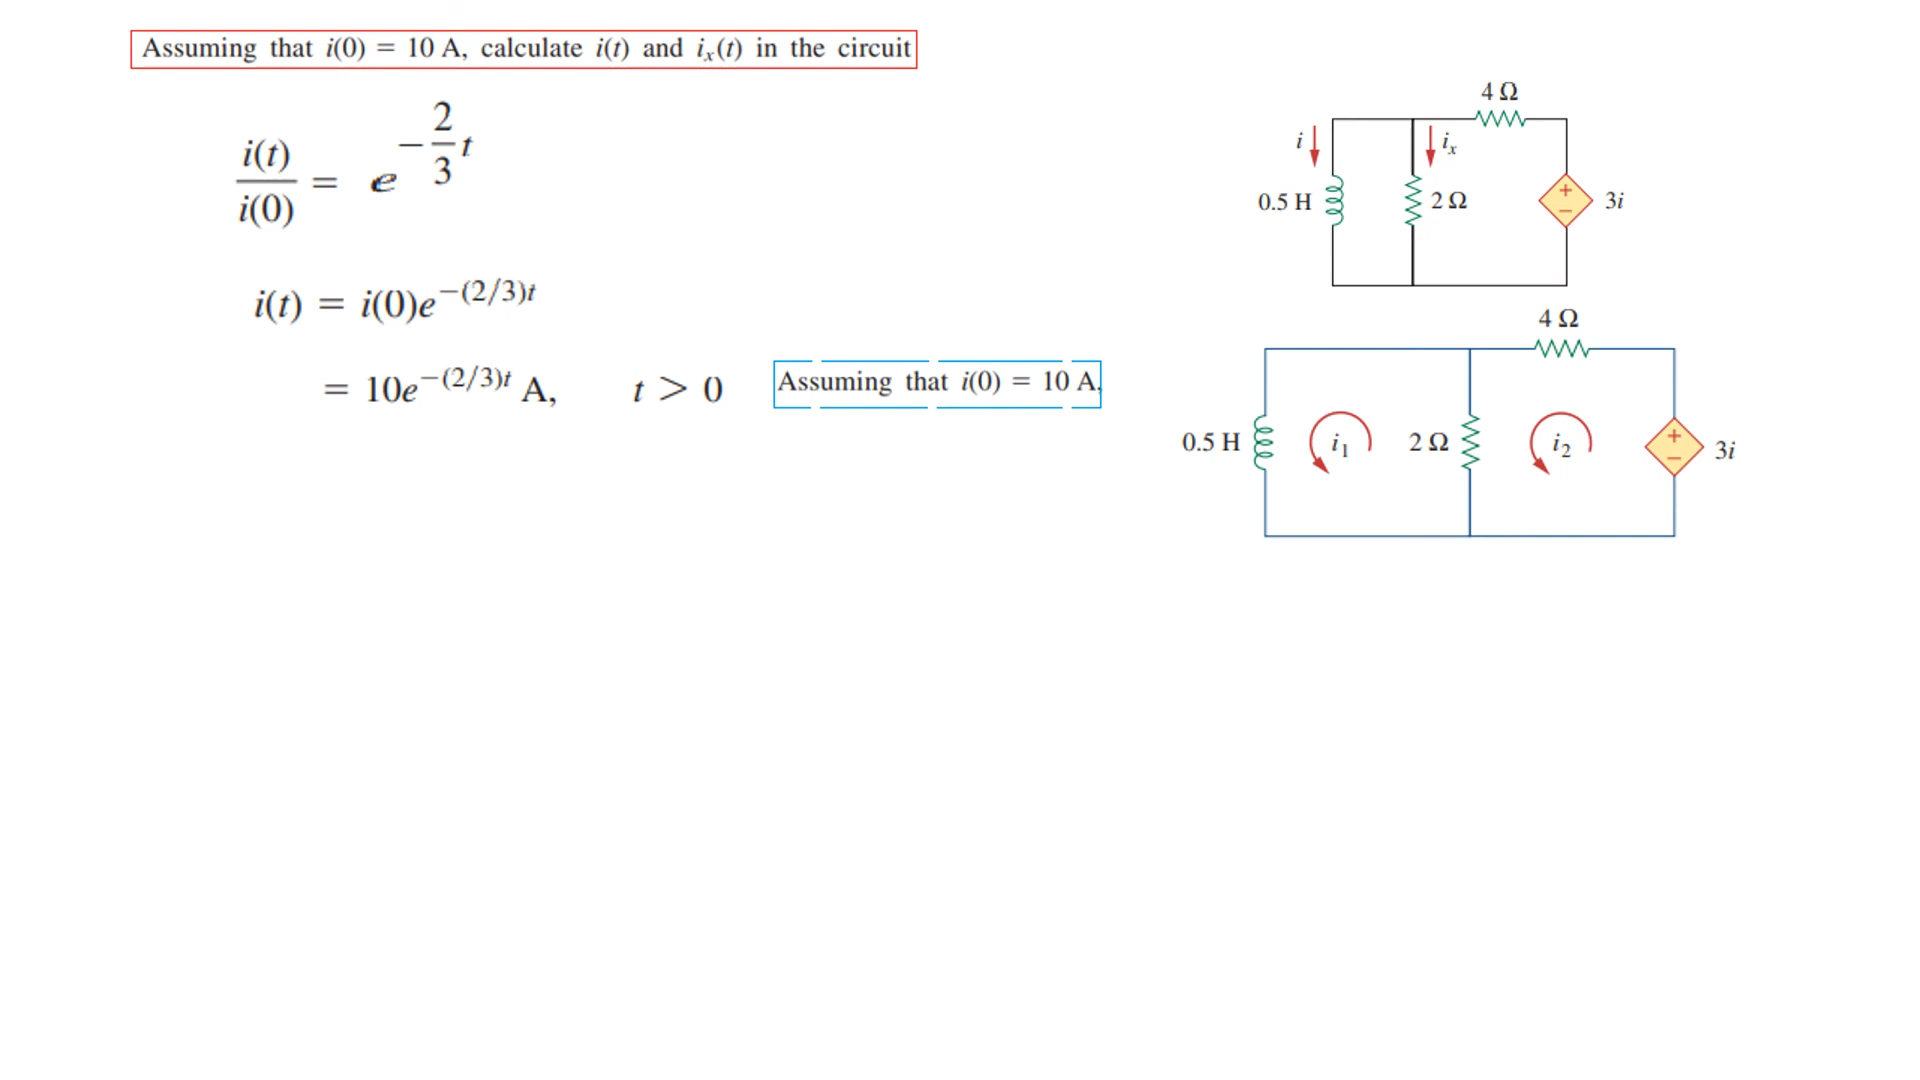 Assuming that i(0) = 10 A, calculate i(t) and iₓ(t) in the circuit
i(t)/i(0) = e^(-2/3 t)
i(t) = i(0)e^−(2/3)t
= 10e^−(2/3)t A, t > 0
Assuming that i(0) = 10 A,
4 Ω
i
iₓ
0.5 H
2 Ω
+
−
3i
4 Ω
0.5 H
i₁
2 Ω
i₂
+
−
3i